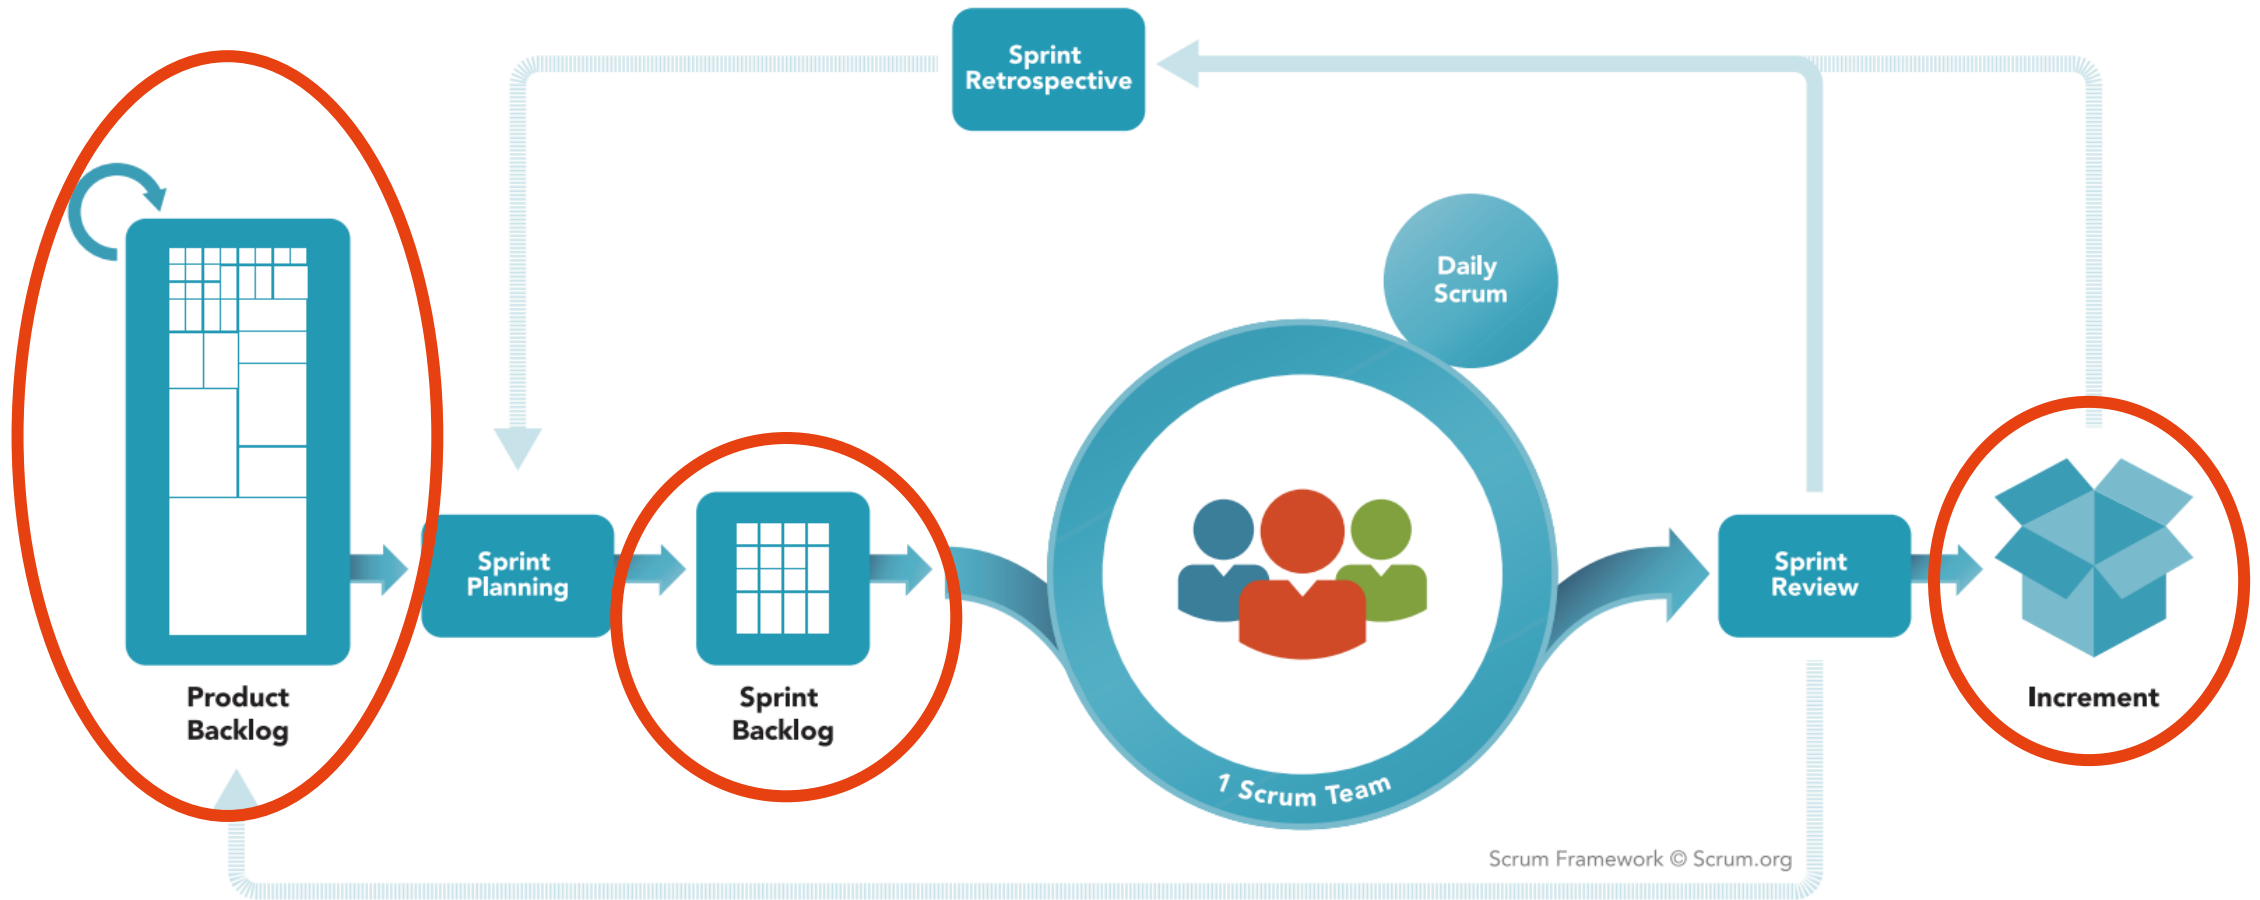 Sprint
Retrospective
Daily
Scrum
Sprint
Planning
Sprint
Review
Product
Backlog
Sprint
Backlog
Increment
1 Scrum Team
Scrum Framework © Scrum.org